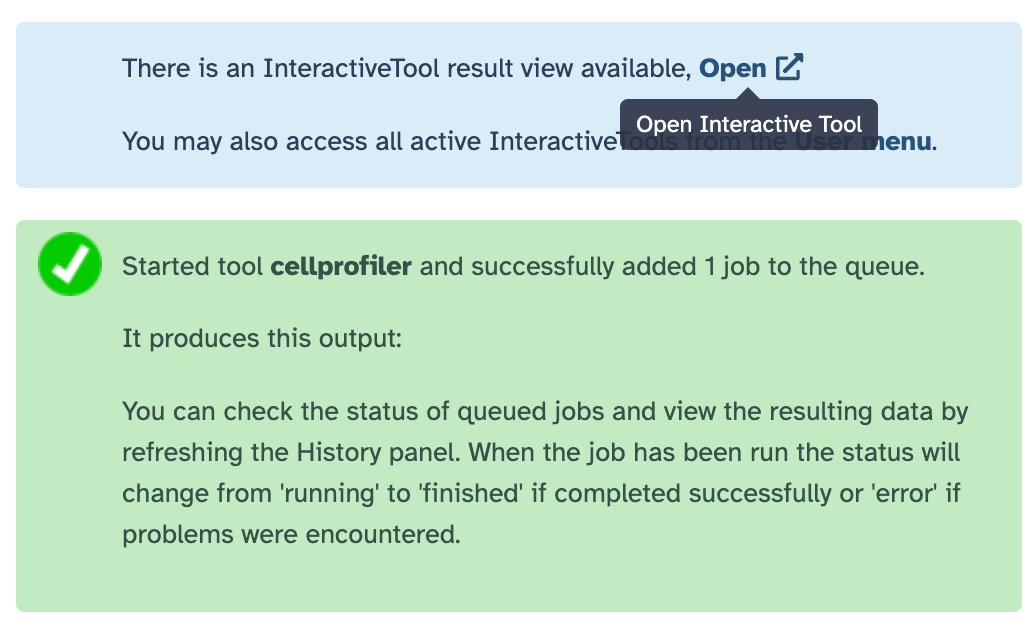 There is an InteractiveTool result view available, Open
Open Interactive Tool
You may also access all active InteractiveTools from the User menu.
Started tool cellprofiler and successfully added 1 job to the queue.
It produces this output:
You can check the status of queued jobs and view the resulting data by
refreshing the History panel. When the job has been run the status will
change from 'running' to 'finished' if completed successfully or 'error' if
problems were encountered.